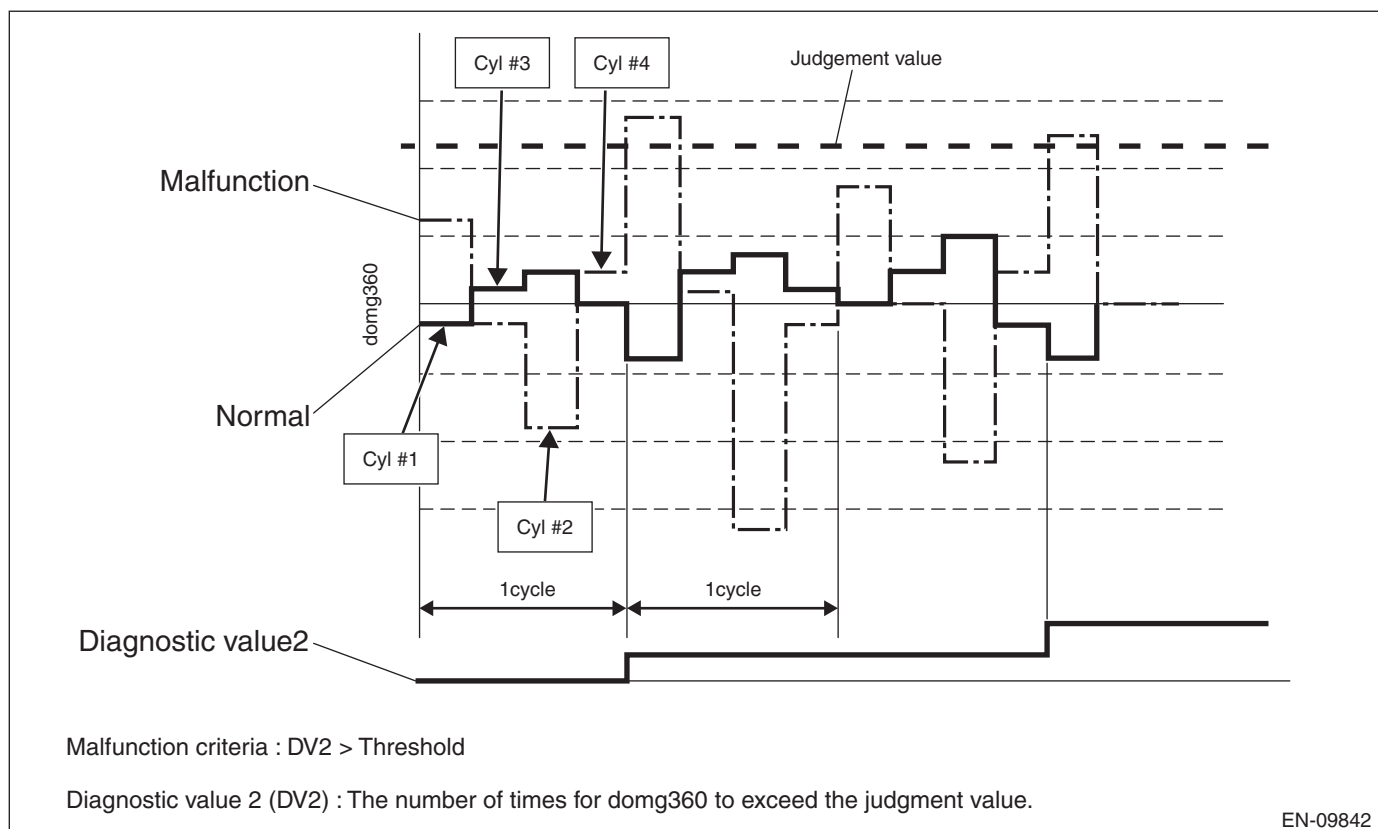 Cyl #3
Cyl #4
Judgement value
Malfunction
domg360
Normal
Cyl #1
Cyl #2
1cycle
1cycle
Diagnostic value2
Malfunction criteria : DV2 > Threshold
Diagnostic value 2 (DV2) : The number of times for domg360 to exceed the judgment value.
EN-09842